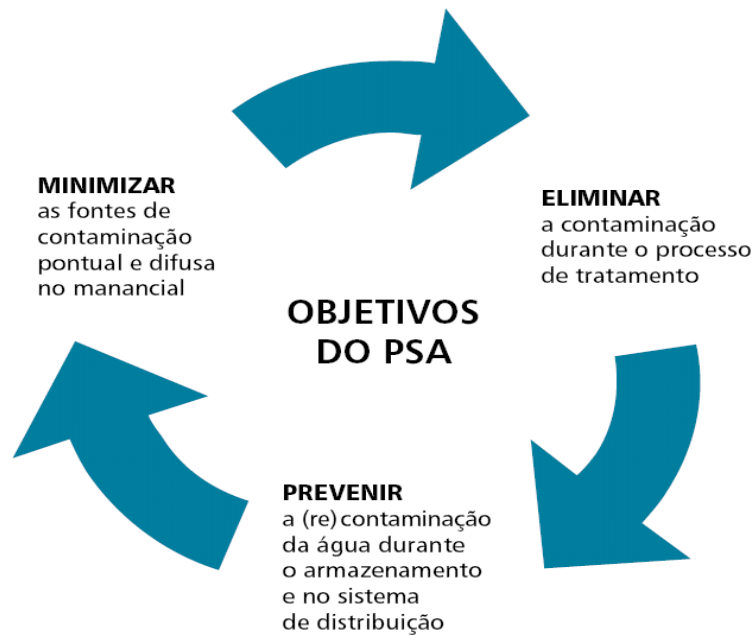 MINIMIZAR
as fontes de
contaminação
pontual e difusa
no manancial
ELIMINAR
a contaminação
durante o processo
de tratamento
OBJETIVOS
DO PSA
PREVENIR
a (re)contaminação
da água durante
o armazenamento
e no sistema
de distribuição